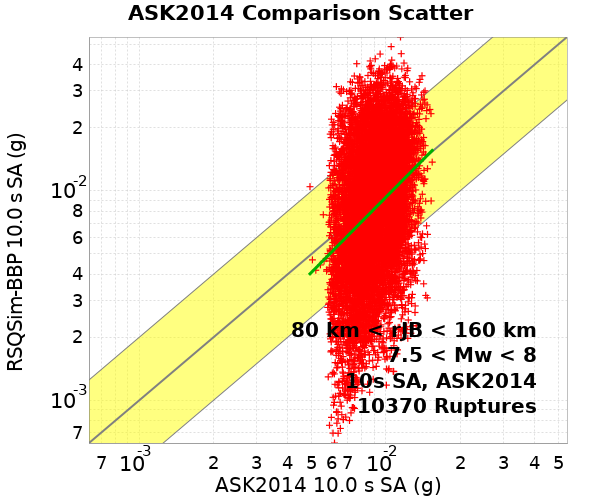 ASK2014 Comparison Scatter
RSQSim-BBP 10.0 s SA (g)
4
3
2
10-2
8
6
4
3
2
10-3
7
80 km < rJB < 160 km
7.5 < Mw < 8
10s SA, ASK2014
10370 Ruptures
7 10-3 2 3 4 5 6 7 10-2 2 3 4 5
ASK2014 10.0 s SA (g)